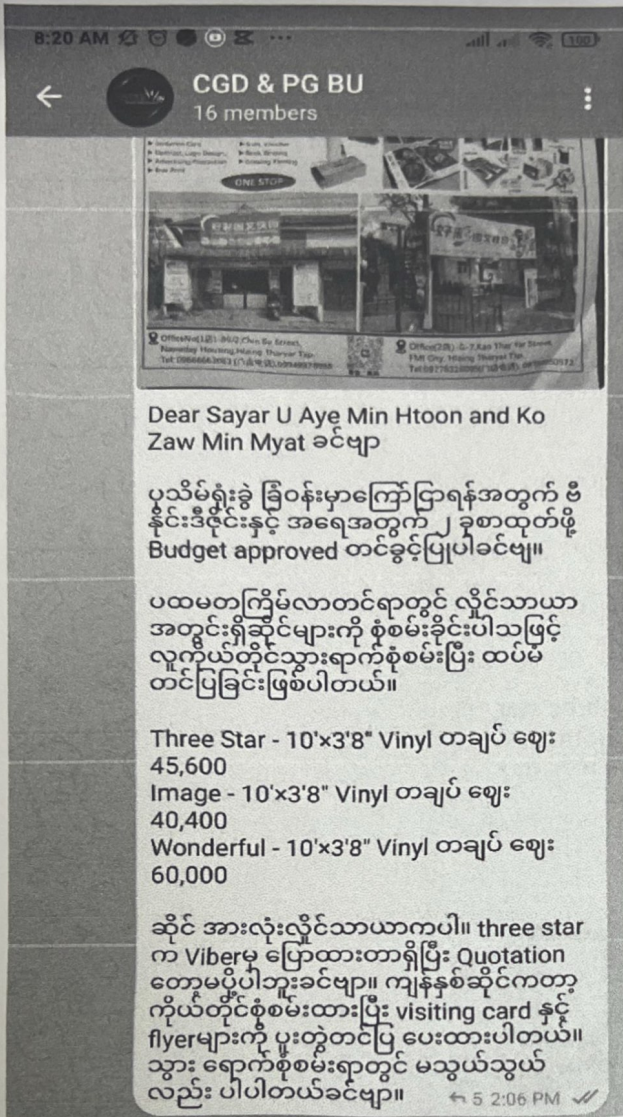 8:20 AM
100
CGD & PG BU
16 members
ONE STOP
Dear Sayar U Aye Min Htoon and Ko
Zaw Min Myat ခင်ဗျာ
ပုသိမ်ရုံးခွဲ ခြံဝန်းမှာကြော်ငြာရန်အတွက် ဗီ
နိုင်းဒီဇိုင်းနှင့် အရေအတွက် ၂ ခုစာထုတ်ဖို့
Budget approved တင်ခွင့်ပြုပါခင်ဗျ။
ပထမတကြိမ်လာတင်ရာတွင် လှိုင်သာယာ
အတွင်းရှိဆိုင်များကို စုံစမ်းခိုင်းပါသဖြင့်
လူကိုယ်တိုင်သွားရောက်စုံစမ်းပြီး ထပ်မံ
တင်ပြခြင်းဖြစ်ပါတယ်။
Three Star - 10'×3'8" Vinyl တချပ် ဈေး
45,600
Image - 10'×3'8" Vinyl တချပ် ဈေး
40,400
Wonderful - 10'×3'8" Vinyl တချပ် ဈေး
60,000
ဆိုင် အားလုံးလှိုင်သာယာကပါ။ three star
က Viberမှ ပြောထားတာရှိပြီး Quotation
တော့မပို့ပါဘူးခင်ဗျာ။ ကျန်နှစ်ဆိုင်ကတော့
ကိုယ်တိုင်စုံစမ်းထားပြီး visiting card နှင့်
flyerများကို ပူးတွဲတင်ပြ ပေးထားပါတယ်။
သွား ရောက်စုံစမ်းရာတွင် မသွယ်သွယ်
လည်း ပါပါတယ်ခင်ဗျာ။
5 2:06 PM